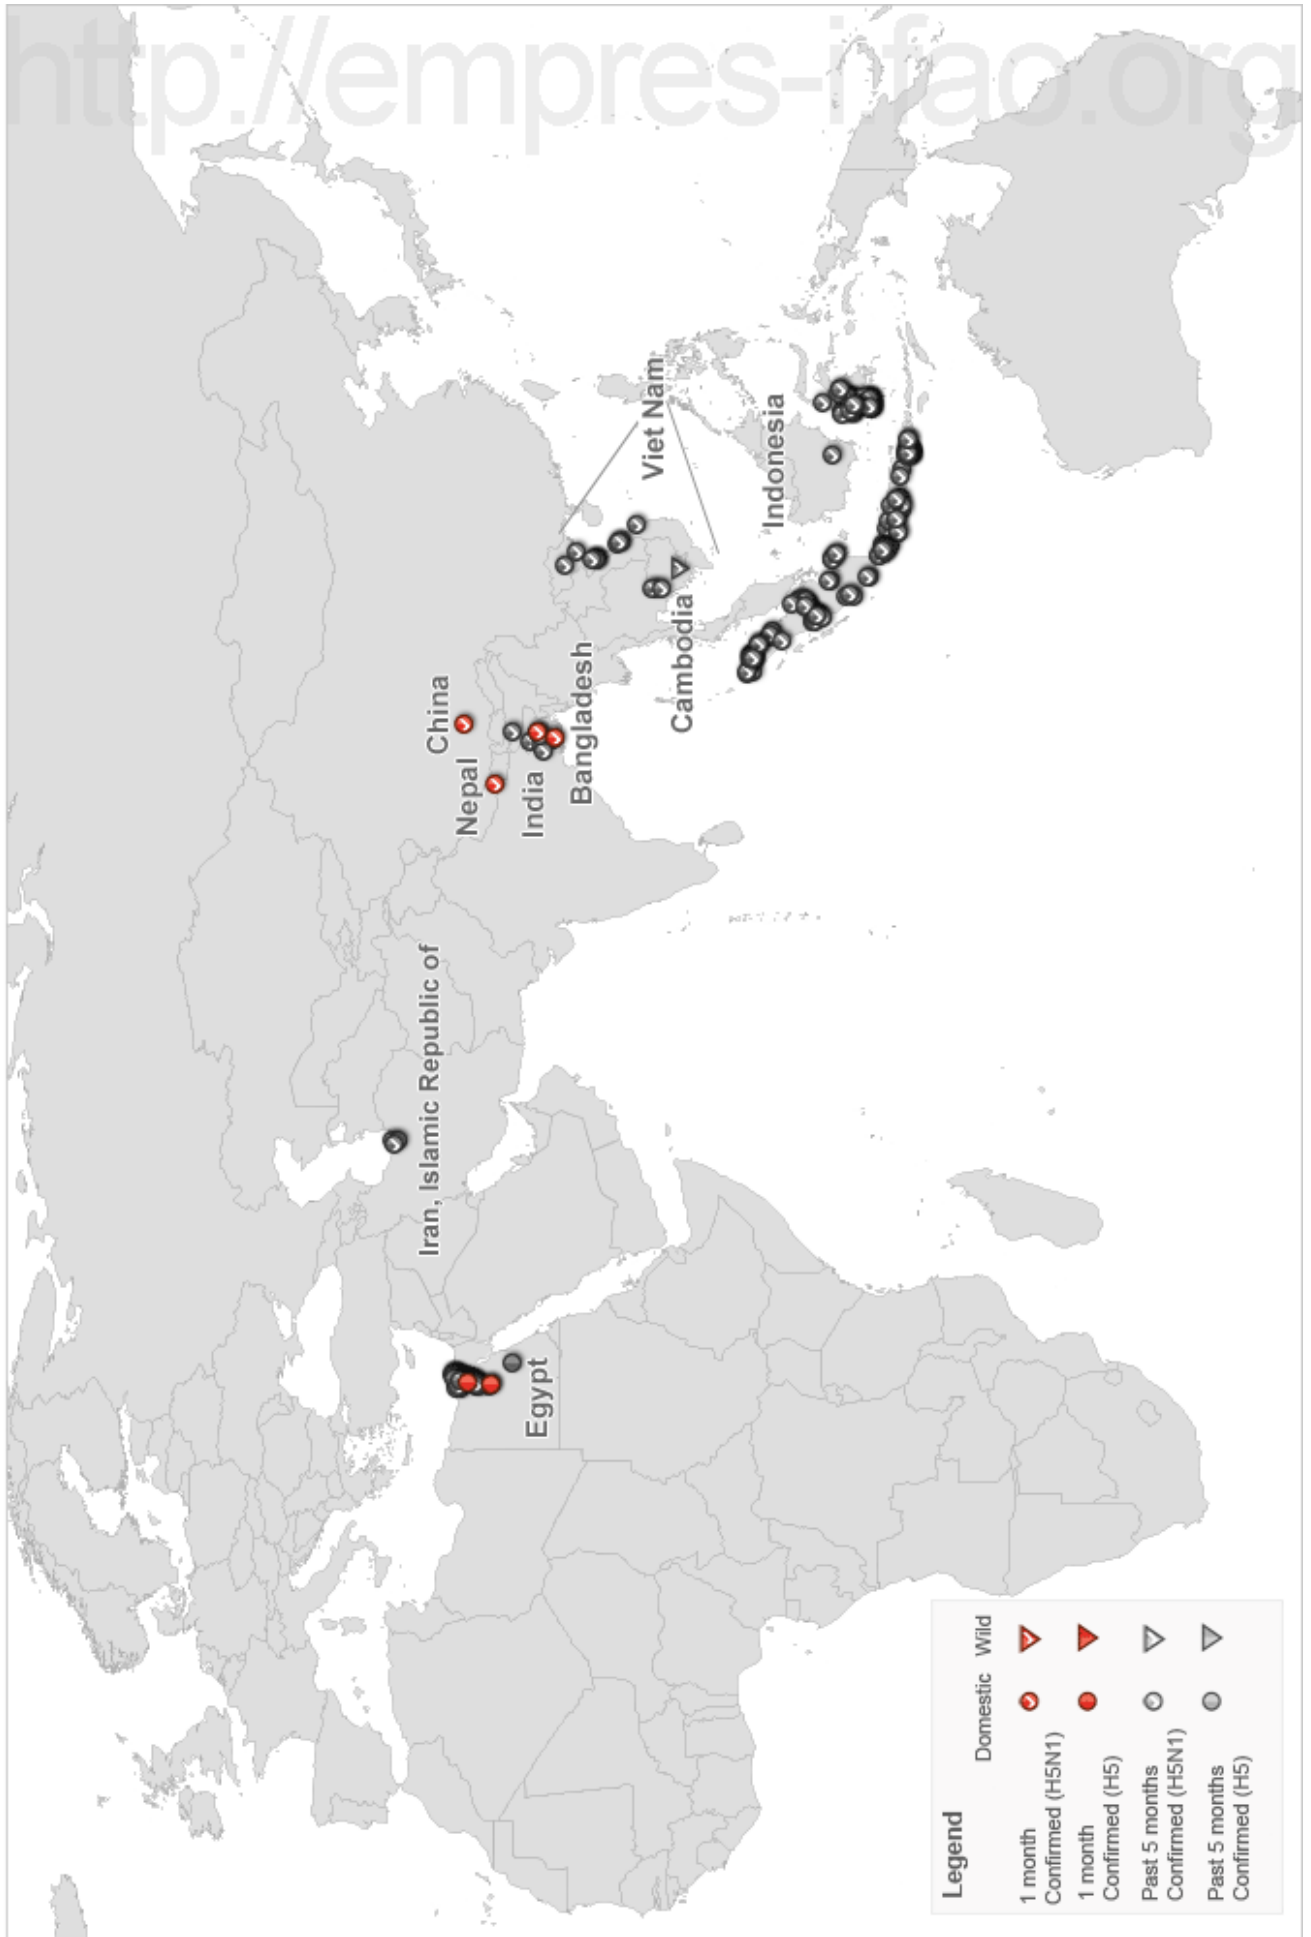 http://empres-i.fao.org
China
Nepal
India
Bangladesh
Viet Nam
Cambodia
Indonesia
Iran, Islamic Republic of
Egypt
Legend
Domestic Wild
1 month
Confirmed (H5N1)
1 month
Confirmed (H5)
Past 5 months
Confirmed (H5N1)
Past 5 months
Confirmed (H5)